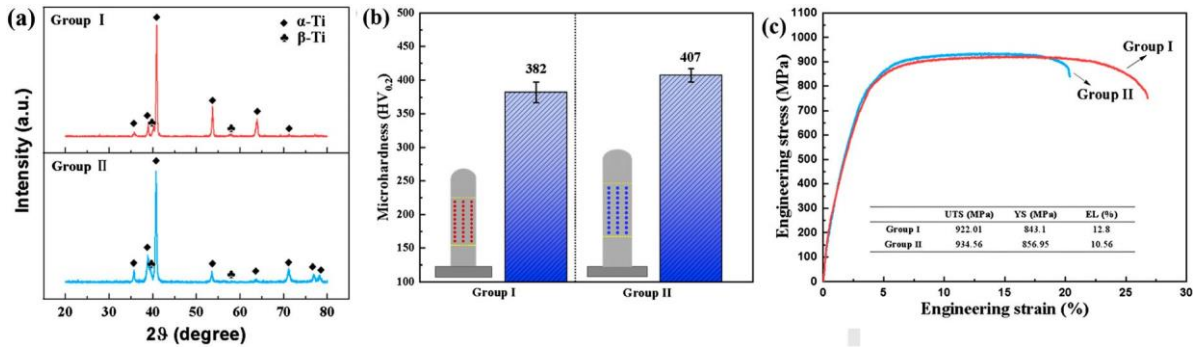 (a)
Group Ⅰ
◆ α-Ti
♣ β-Ti
Group Ⅱ
Intensity (a.u.)
20 30 40 50 60 70 80
2ϑ (degree)
(b)
500
450
400
350
300
250
200
150
100
Microhardness (HV0.2)
382
407
Group Ⅰ
Group Ⅱ
(c)
1100
1000
900
800
700
600
500
400
300
200
100
0
Engineering stress (MPa)
Group Ⅰ
Group Ⅱ
UTS (MPa) YS (MPa) EL (%)
Group Ⅰ 922.01 843.1 12.8
Group Ⅱ 934.56 856.95 10.56
0 5 10 15 20 25 30
Engineering strain (%)